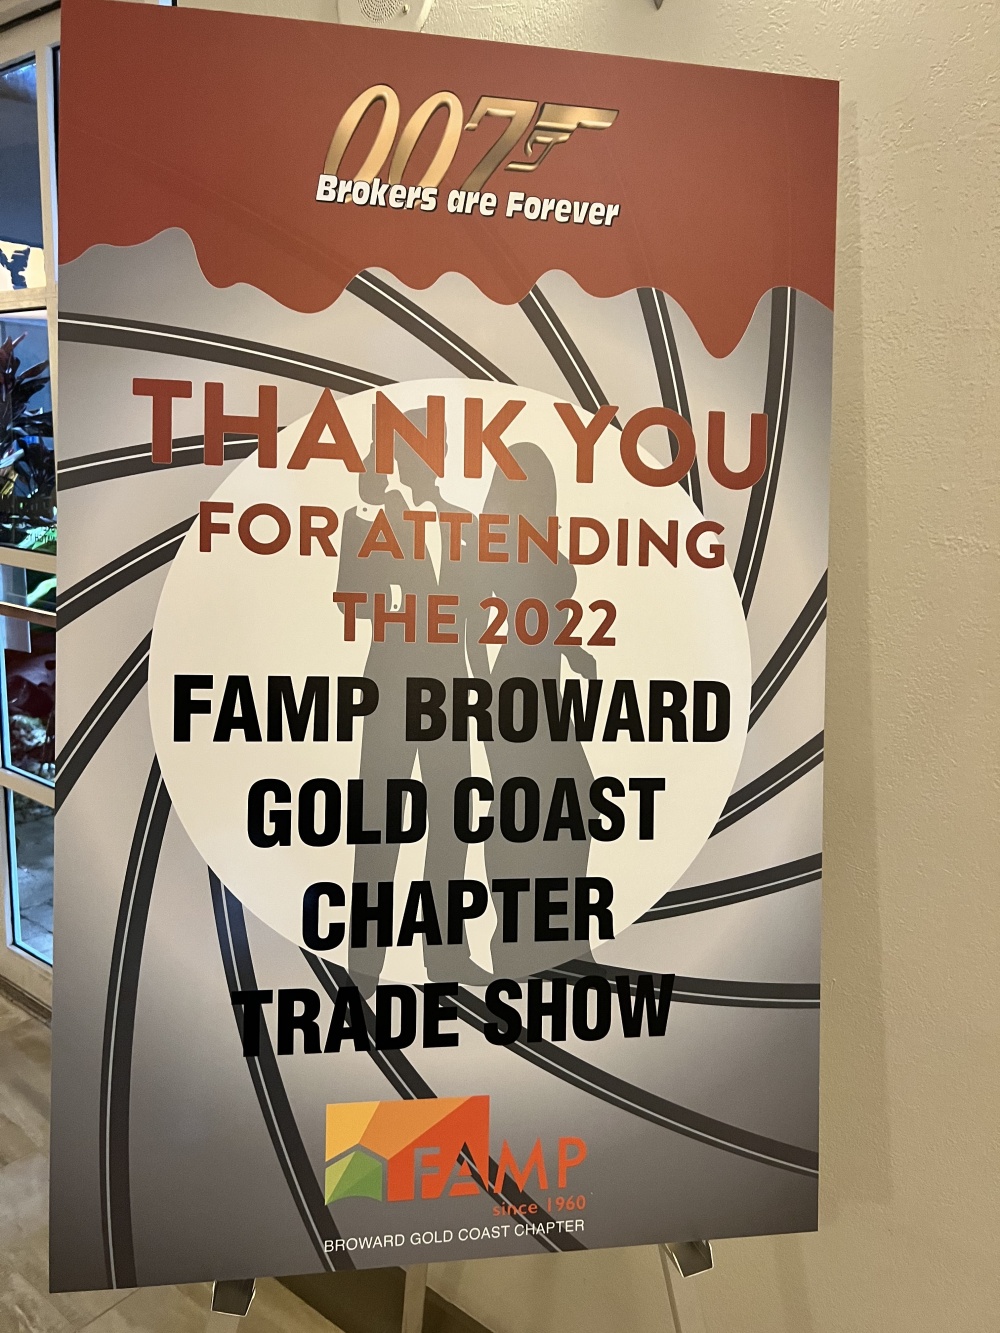 007
Brokers are Forever
THANK YOU
FOR ATTENDING
THE 2022
FAMP BROWARD
GOLD COAST
CHAPTER
TRADE SHOW
FAMP
since 1960
BROWARD GOLD COAST CHAPTER